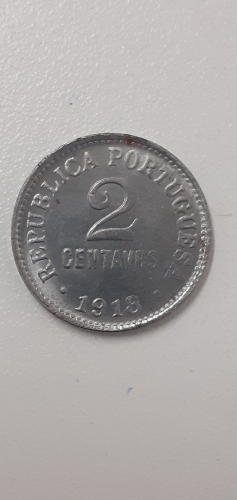 REPUBLICA PORTUGUESA
2
CENTAVOS
• 1918 •